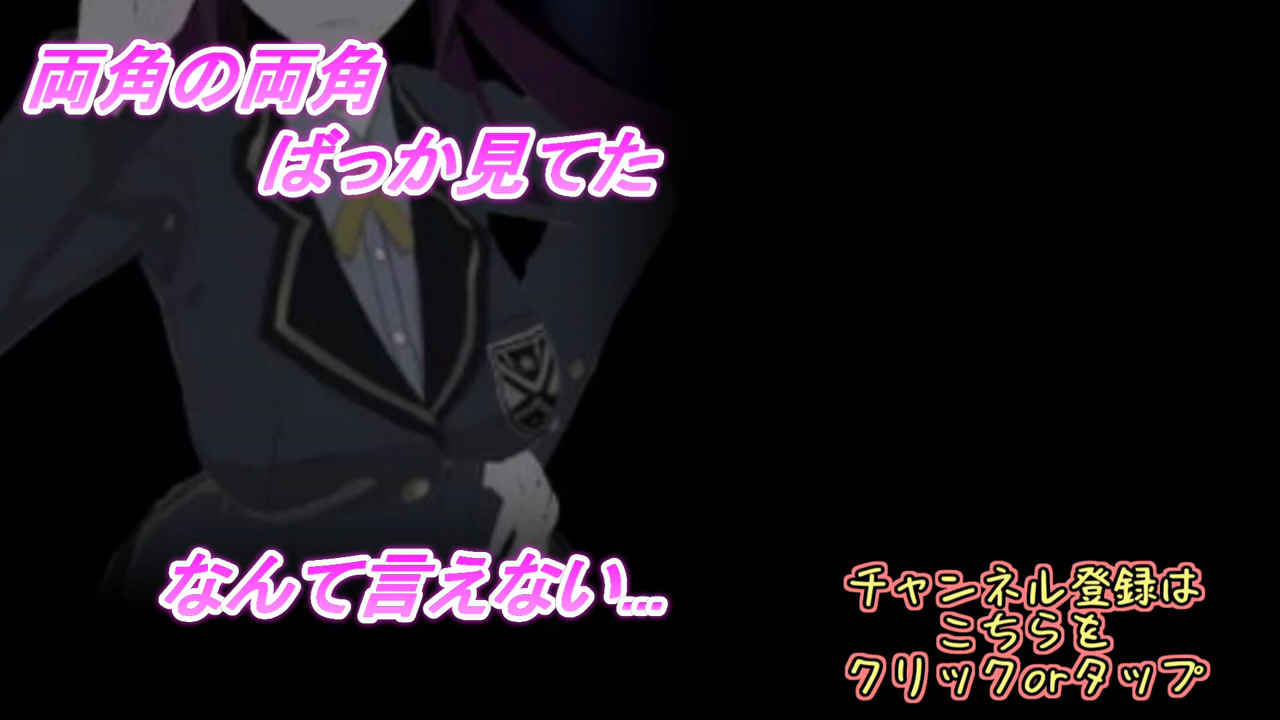 両角の両角
ばっか見てた
なんて言えない...
チャンネル登録は
こちらを
クリックorタップ